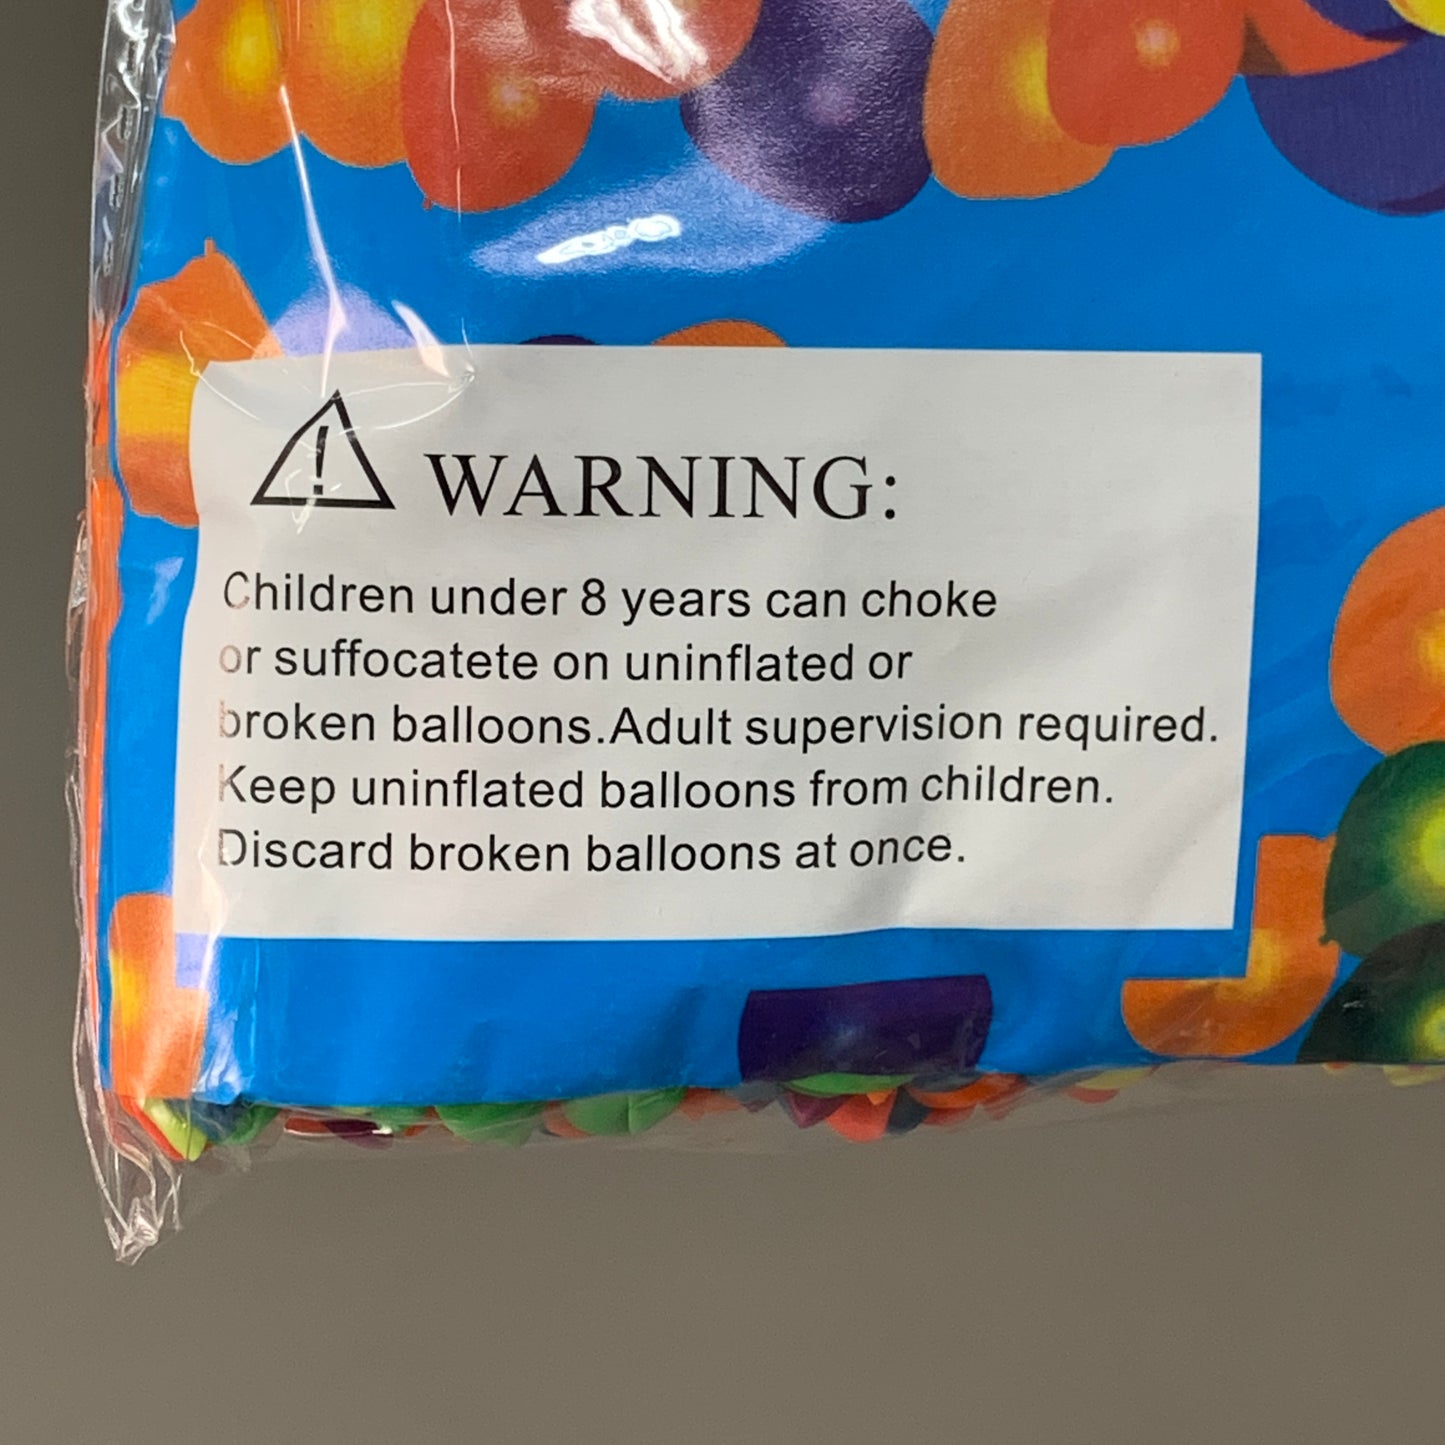 WARNING:
Children under 8 years can choke
or suffocatete on uninflated or
broken balloons.Adult supervision required.
Keep uninflated balloons from children.
Discard broken balloons at once.